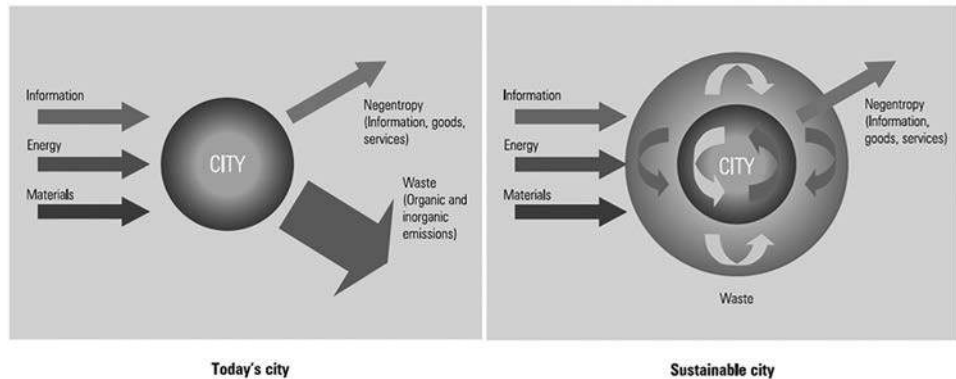 Information
Energy
Materials
CITY
Negentropy
(Information, goods,
services)
Waste
(Organic and
inorganic
emissions)
Today's city
Information
Energy
Materials
CITY
Negentropy
(Information,
goods, services)
Waste
Sustainable city